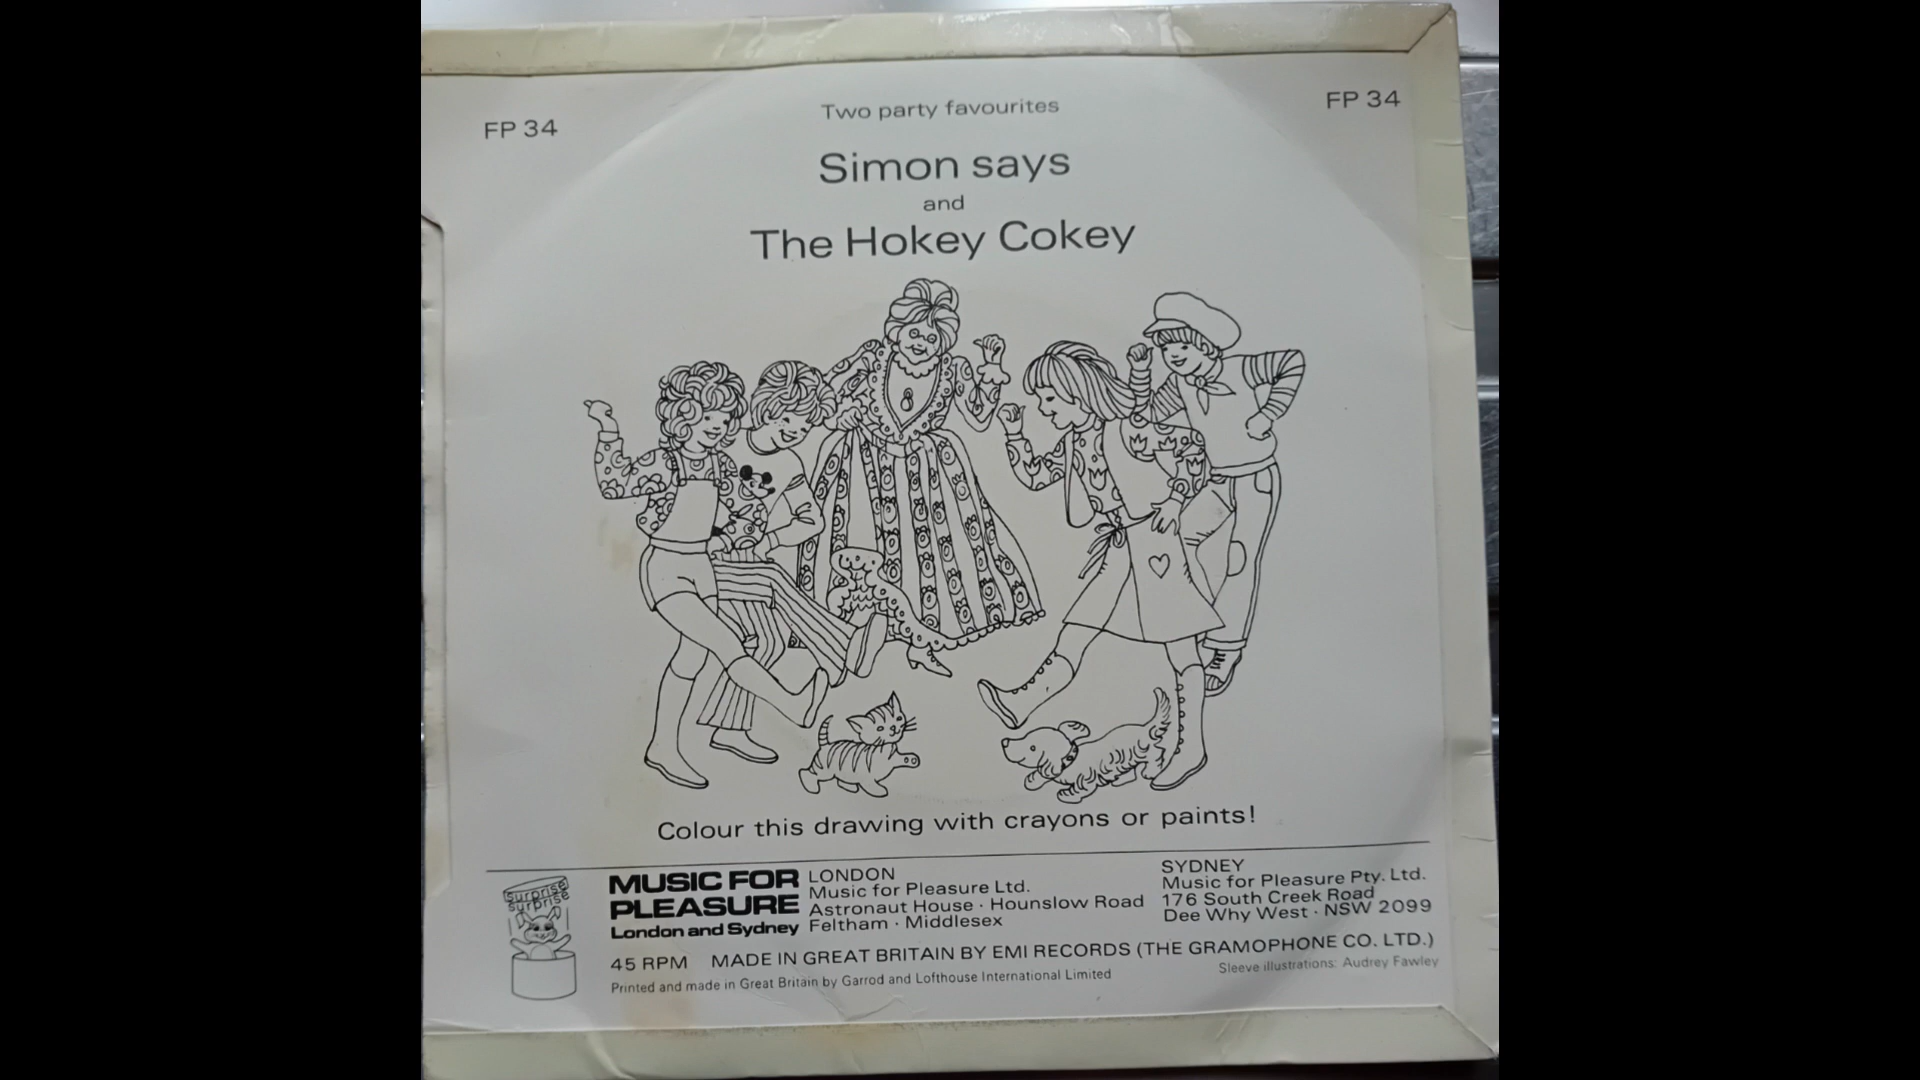 FP 34
Two party favourites
FP 34
Simon says
and
The Hokey Cokey
Colour this drawing with crayons or paints!
surprise
surprise
MUSIC FOR
PLEASURE
London and Sydney
LONDON
Music for Pleasure Ltd.
Astronaut House · Hounslow Road
Feltham · Middlesex
SYDNEY
Music for Pleasure Pty. Ltd.
176 South Creek Road
Dee Why West · NSW 2099
45 RPM MADE IN GREAT BRITAIN BY EMI RECORDS (THE GRAMOPHONE CO. LTD.)
Printed and made in Great Britain by Garrod and Lofthouse International Limited
Sleeve illustrations: Audrey Fawley